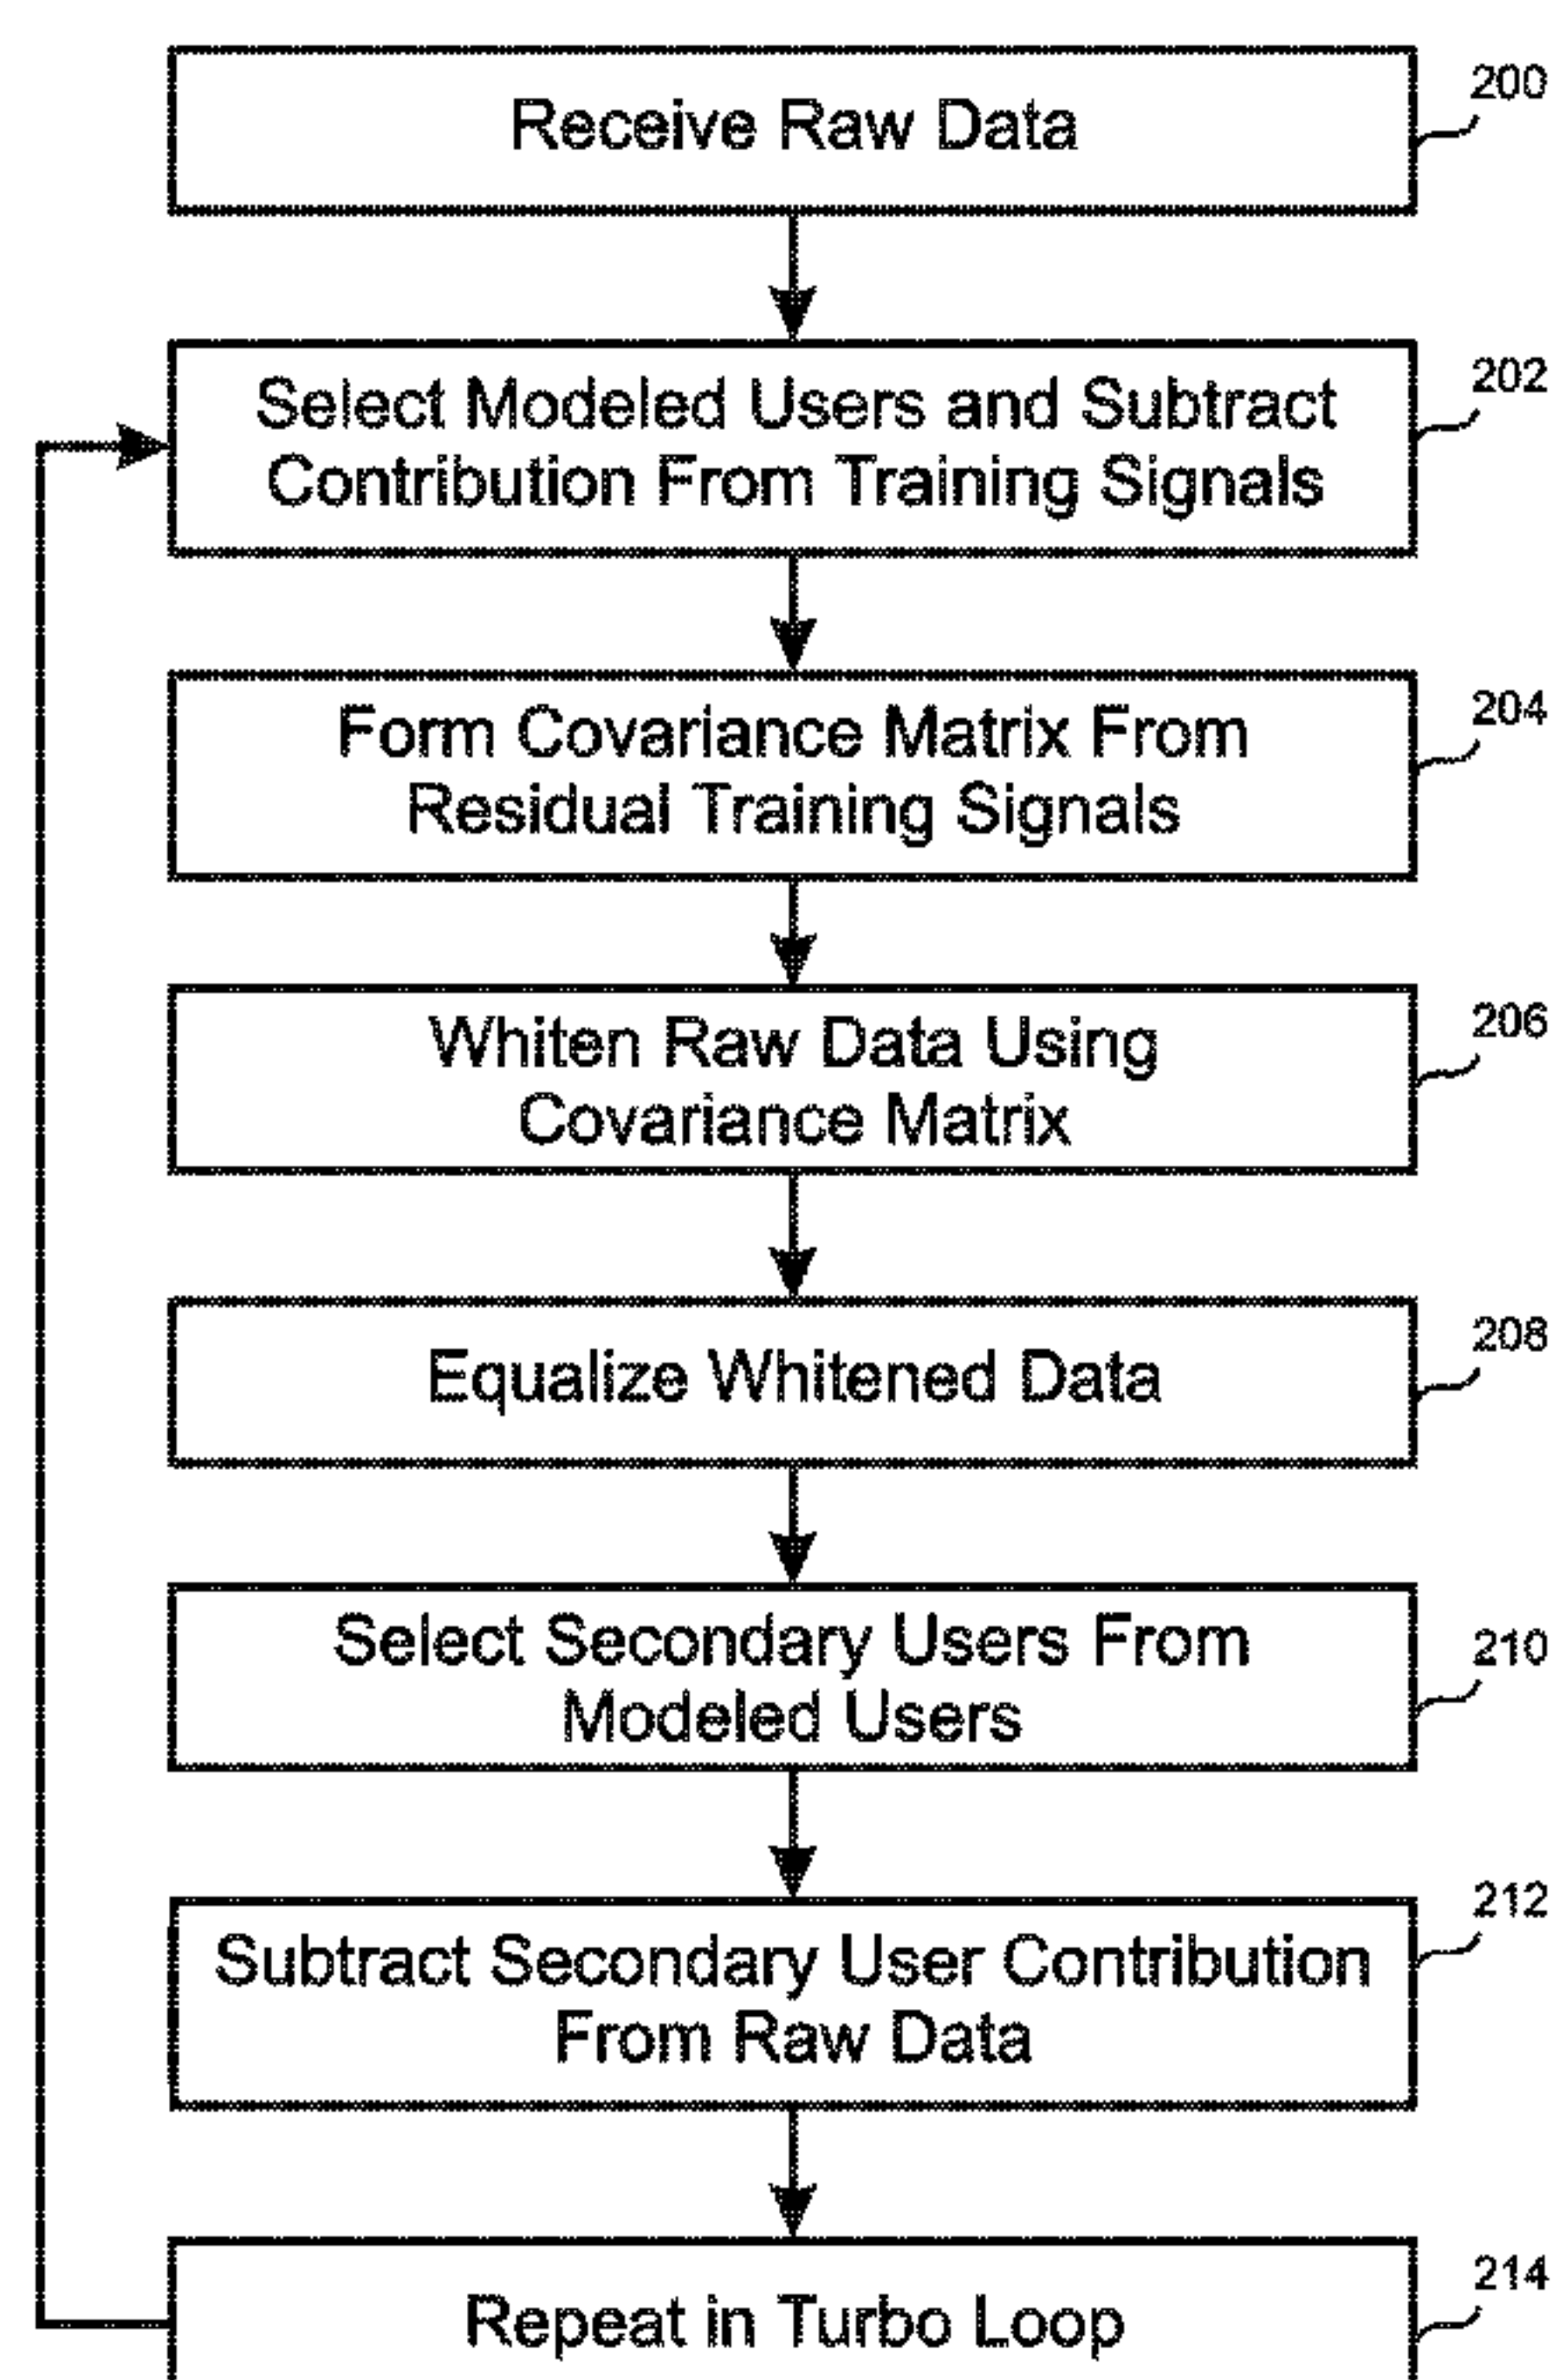 Receive Raw Data
200
Select Modeled Users and Subtract
Contribution From Training Signals
202
Form Covariance Matrix From
Residual Training Signals
204
Whiten Raw Data Using
Covariance Matrix
206
Equalize Whitened Data
208
Select Secondary Users From
Modeled Users
210
Subtract Secondary User Contribution
From Raw Data
212
Repeat in Turbo Loop
214